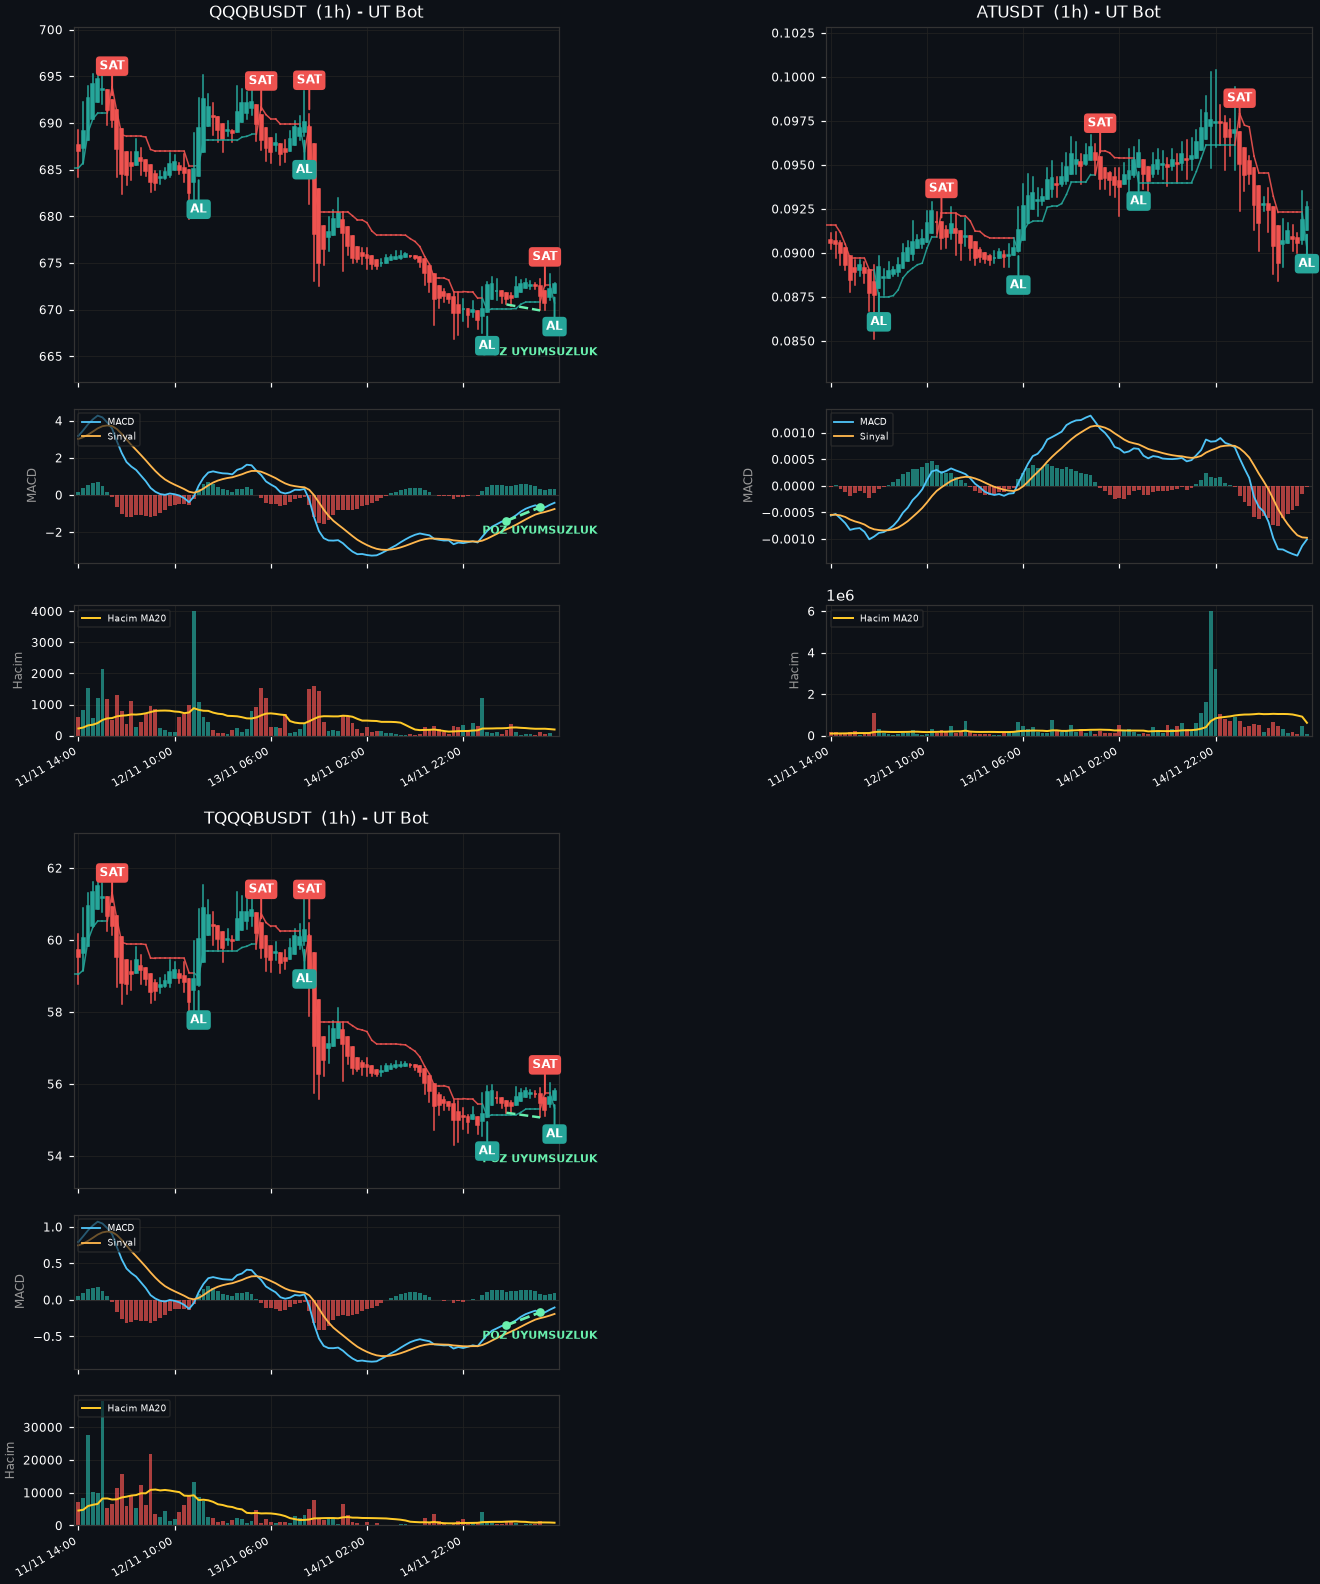 QQQBUSDT (1h) - UT Bot
700
695
690
685
680
675
670
665
SAT
SAT
SAT
AL
AL
SAT
AL
AL
Z UYUMSUZLUK
MACD
Sinyal
MACD
4
2
0
−2
POZ UYUMSUZLUK
Hacim MA20
Hacim
4000
3000
2000
1000
0
11/11 14:00
12/11 10:00
13/11 06:00
14/11 02:00
14/11 22:00
ATUSDT (1h) - UT Bot
0.1025
0.1000
0.0975
0.0950
0.0925
0.0900
0.0875
0.0850
SAT
SAT
SAT
AL
AL
AL
AL
MACD
Sinyal
MACD
0.0010
0.0005
0.0000
−0.0005
−0.0010
1e6
Hacim MA20
Hacim
6
4
2
0
11/11 14:00
12/11 10:00
13/11 06:00
14/11 02:00
14/11 22:00
TQQQBUSDT (1h) - UT Bot
62
60
58
56
54
SAT
SAT
SAT
AL
AL
SAT
AL
AL
UYUMSUZLUK
MACD
Sinyal
MACD
1.0
0.5
0.0
−0.5
POZ UYUMSUZLUK
Hacim MA20
Hacim
30000
20000
10000
0
11/11 14:00
12/11 10:00
13/11 06:00
14/11 02:00
14/11 22:00